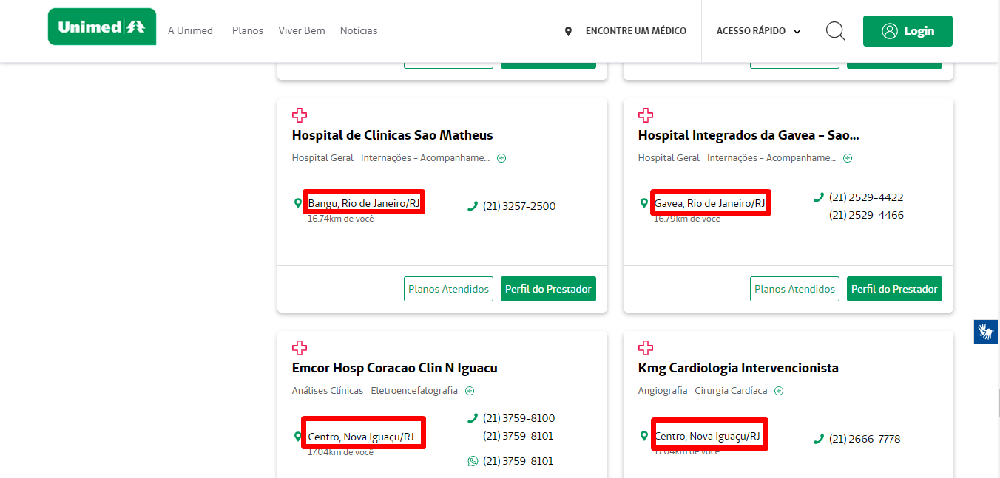 Unimed
A Unimed
Planos
Viver Bem
Notícias
ENCONTRE UM MÉDICO
ACESSO RÁPIDO
Login
Hospital de Clinicas Sao Matheus
Hospital Geral Internações - Acompanhame...
Bangu, Rio de Janeiro/RJ
16.74km de você
(21) 3257-2500
Planos Atendidos
Perfil do Prestador
Hospital Integrados da Gavea - Sao...
Hospital Geral Internações - Acompanhame...
Gavea, Rio de Janeiro/RJ
16.79km de você
(21) 2529-4422
(21) 2529-4466
Planos Atendidos
Perfil do Prestador
Emcor Hosp Coracao Clin N Iguacu
Análises Clínicas Eletroencefalografia
Centro, Nova Iguaçu/RJ
17.04km de você
(21) 3759-8100
(21) 3759-8101
(21) 3759-8101
Kmg Cardiologia Intervencionista
Angiografia Cirurgia Cardíaca
Centro, Nova Iguaçu/RJ
17.04km de você
(21) 2666-7778